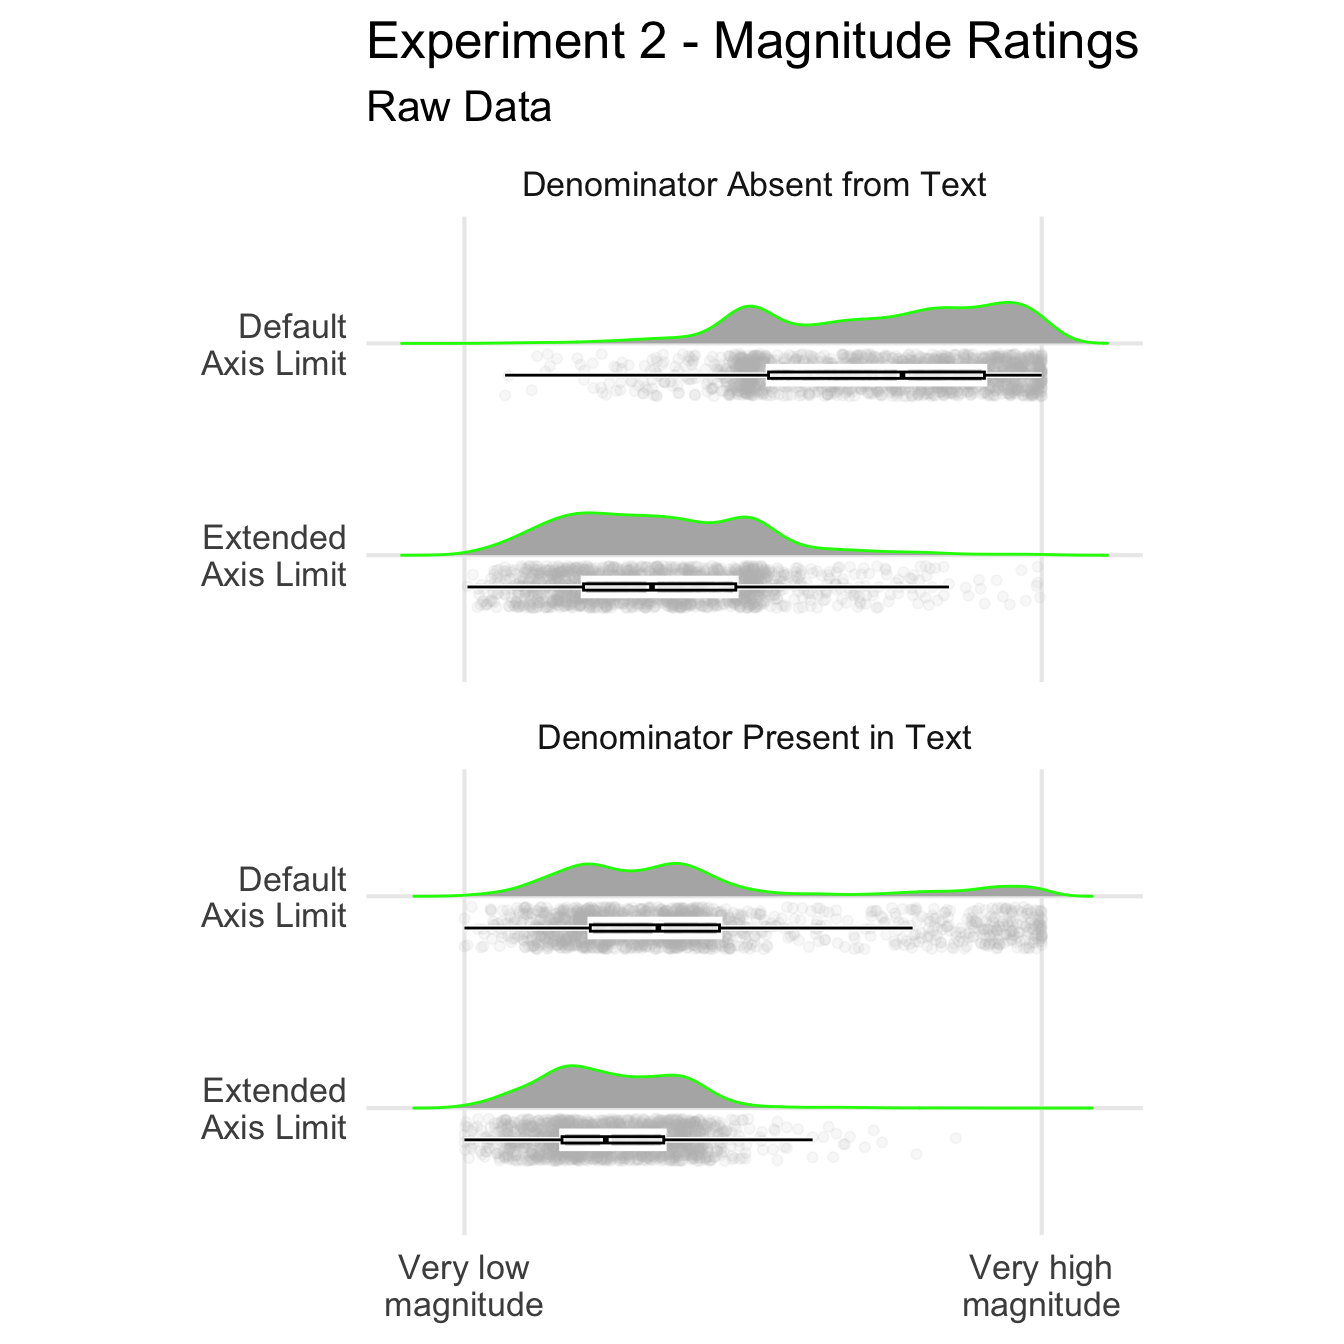 Experiment 2 - Magnitude Ratings
Raw Data
Denominator Absent from Text
Default
Axis Limit
Extended
Axis Limit
Denominator Present in Text
Default
Axis Limit
Extended
Axis Limit
Very low
magnitude
Very high
magnitude